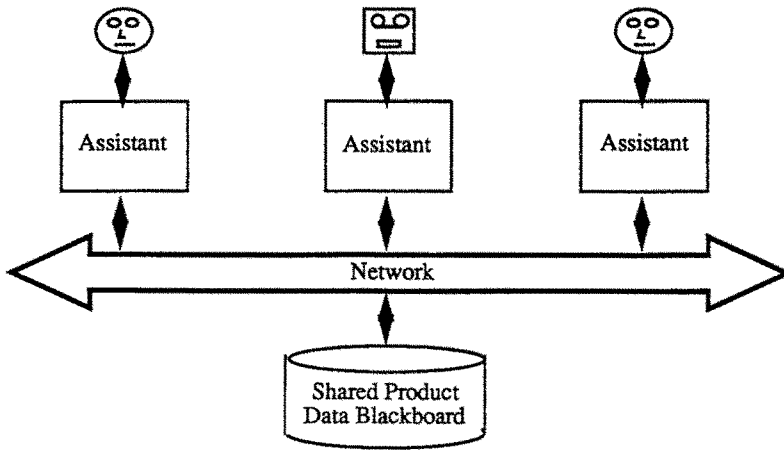 Assistant
Assistant
Assistant
Network
Shared Product
Data Blackboard